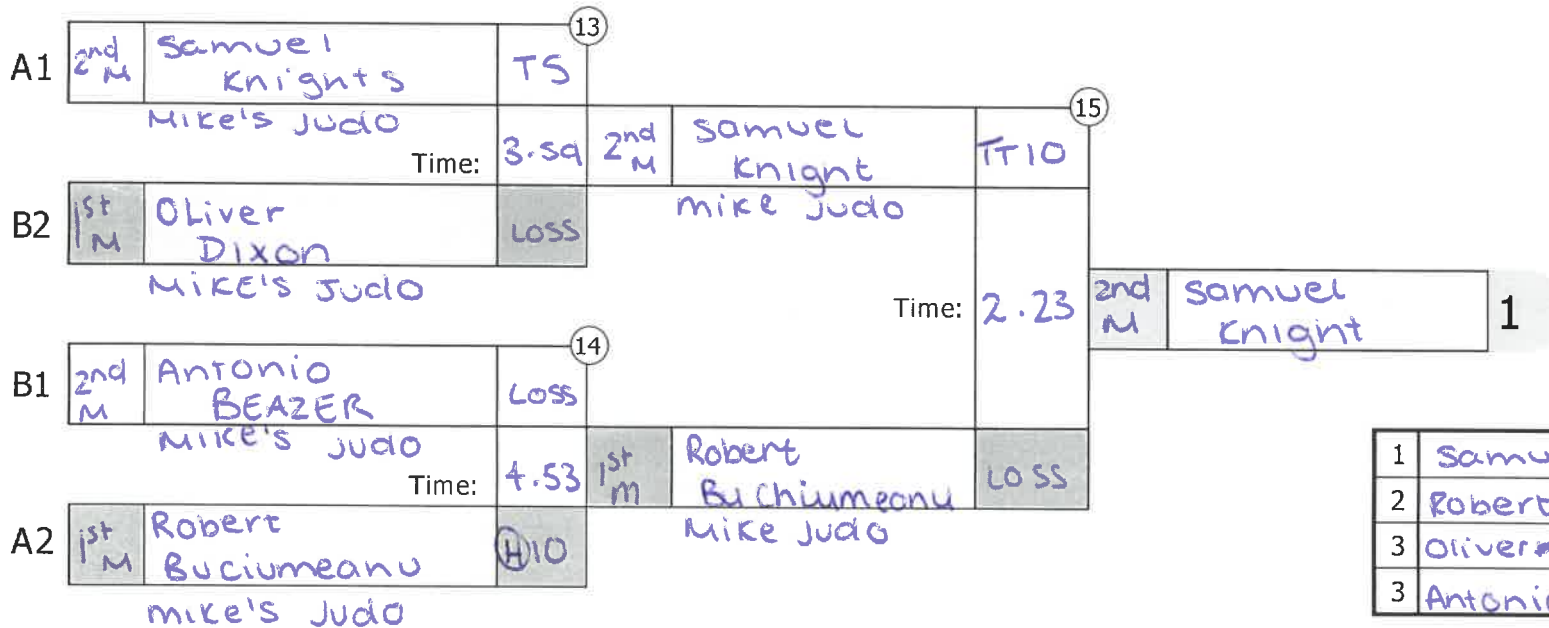 13
A1 2nd M Samuel Knights TS
Mike's Judo
Time: 3.59
B2 1st M Oliver Dixon LOSS
MIKE'S Judo
14
B1 2nd M Antonio BEAZER LOSS
MIKE's Judo
Time: 4.53
A2 1st M Robert Buciumeanu H10
mike's Judo
15
2nd M Samuel Knight TT10
mike judo
Time: 2.23
1st M Robert Buchiumeanu LOSS
Mike Judo
2nd M Samuel Knight 1
1
2 Robert
3 Oliver
3 Antonio